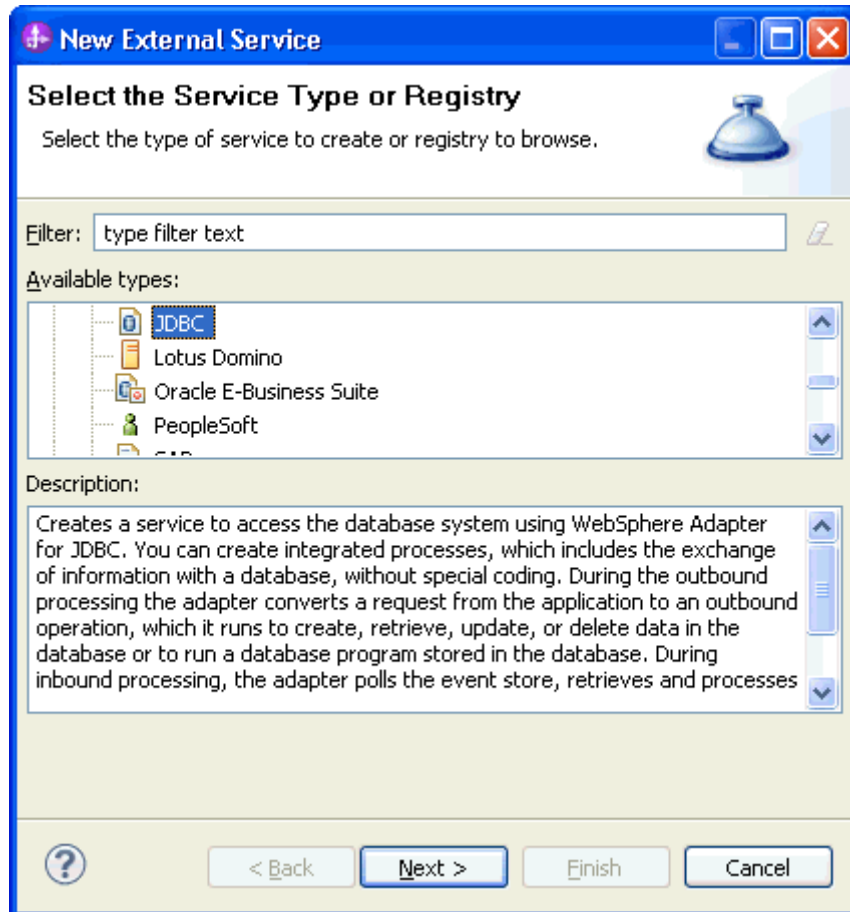 New External Service
Select the Service Type or Registry
Select the type of service to create or registry to browse.
Filter: type filter text
Available types:
JDBC
Lotus Domino
Oracle E-Business Suite
PeopleSoft
Description:
Creates a service to access the database system using WebSphere Adapter
for JDBC. You can create integrated processes, which includes the exchange
of information with a database, without special coding. During the outbound
processing the adapter converts a request from the application to an outbound
operation, which it runs to create, retrieve, update, or delete data in the
database or to run a database program stored in the database. During
inbound processing, the adapter polls the event store, retrieves and processes
? < Back Next > Finish Cancel